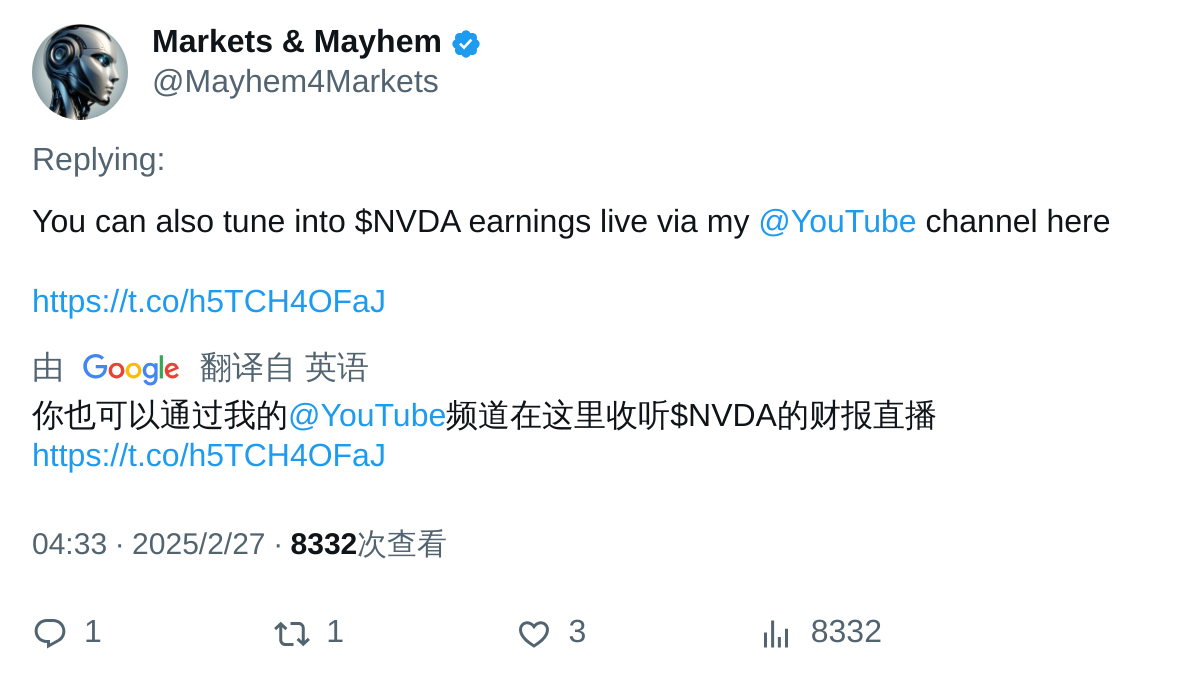 Markets & Mayhem
@Mayhem4Markets
Replying:
You can also tune into $NVDA earnings live via my @YouTube channel here
https://t.co/h5TCH4OFaJ
由 Google 翻译自 英语
你也可以通过我的@YouTube频道在这里收听$NVDA的财报直播
https://t.co/h5TCH4OFaJ
04:33 · 2025/2/27 · 8332次查看
1 1 3 8332